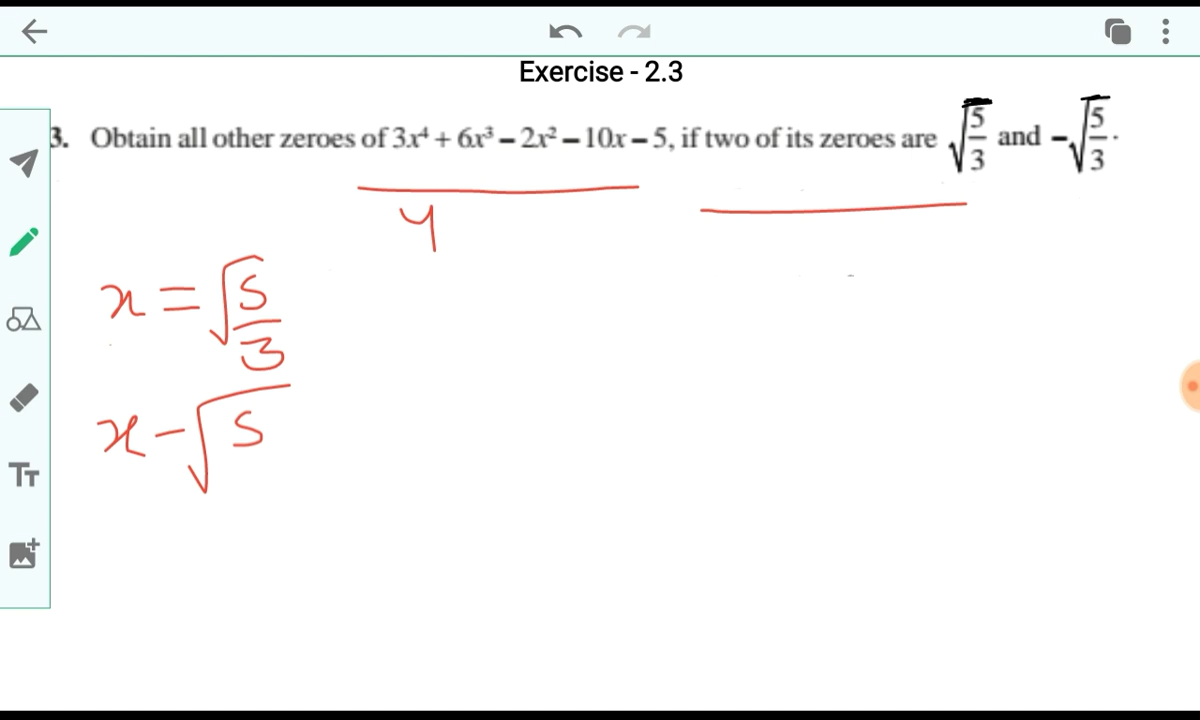 Exercise - 2.3
3. Obtain all other zeroes of 3x⁴ + 6x³ – 2x² – 10x – 5, if two of its zeroes are √(5/3) and –√(5/3).
4
x = √(5/3)
x - √5
TT